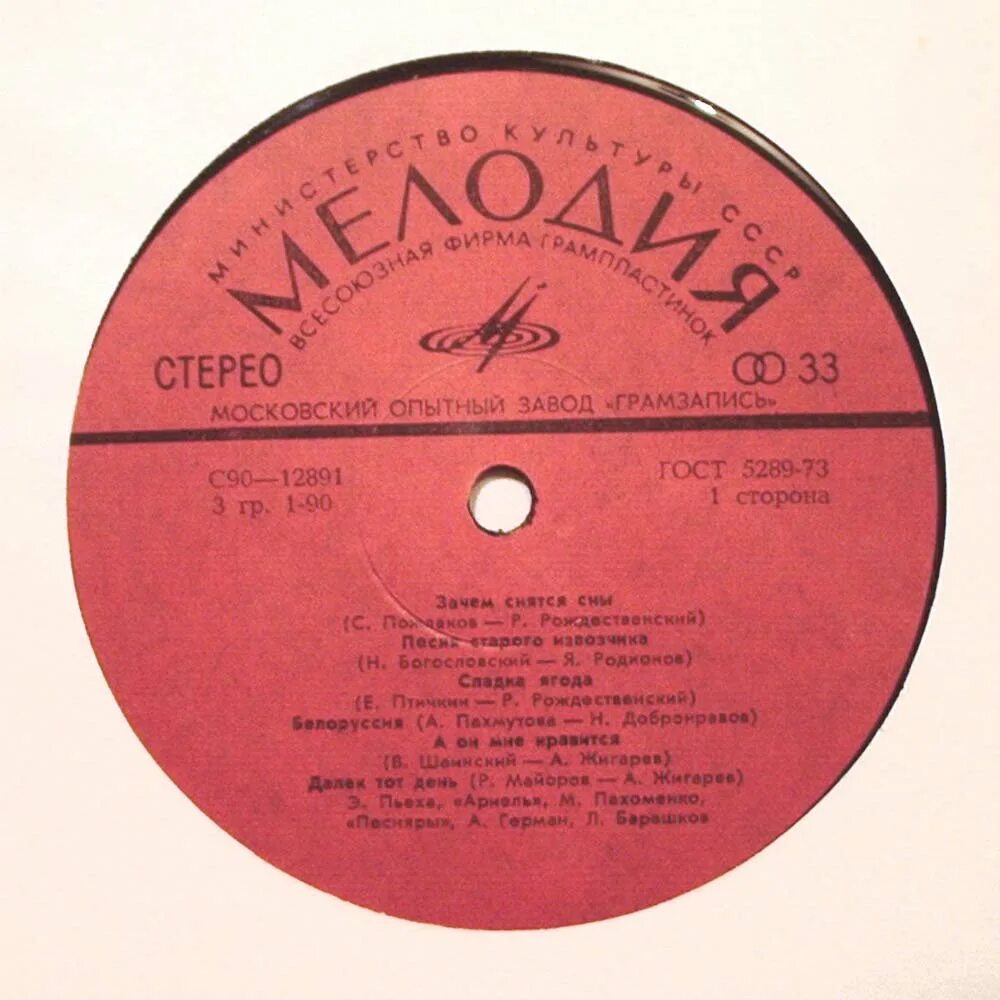 МИНИСТЕРСТВО КУЛЬТУРЫ СССР
МЕЛОДИЯ
ВСЕСОЮЗНАЯ ФИРМА ГРАМПЛАСТИНОК
СТЕРЕО
33
МОСКОВСКИЙ ОПЫТНЫЙ ЗАВОД «ГРАМЗАПИСЬ»
С90—12891
ГОСТ 5289-73
3 гр. 1-90
1 сторона
Зачем снятся сны
(С. Пожлаков — Р. Рождественский)
Песня старого извозчика
(Н. Богословский — Я. Родионов)
Сладка ягода
(Е. Птичкин — Р. Рождественский)
Белоруссия (А. Пахмутова — Н. Добронравов)
А он мне нравится
(В. Шаинский — А. Жигарев)
Далек тот день (Р. Майоров — А. Жигарев)
Э. Пьеха, «Ариэль», М. Пахоменко,
«Песняры», А. Герман, Л. Барашков